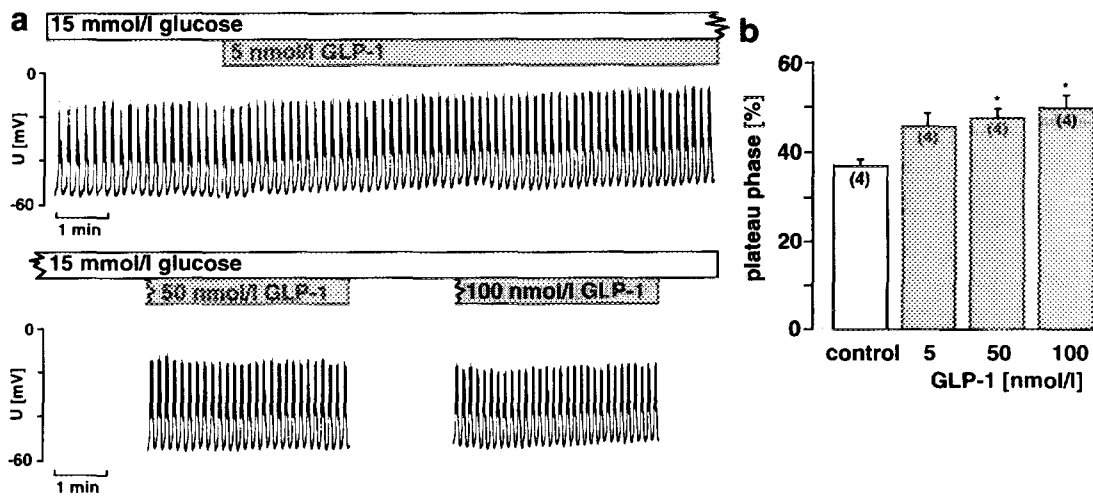 a
15 mmol/l glucose
5 nmol/l GLP-1
0
U [mV]
-60
1 min
15 mmol/l glucose
50 nmol/l GLP-1
100 nmol/l GLP-1
0
U [mV]
-60
1 min
b
60
40
20
0
plateau phase [%]
(4)
(4)
* (4)
* (4)
control 5 50 100
GLP-1 [nmol/l]